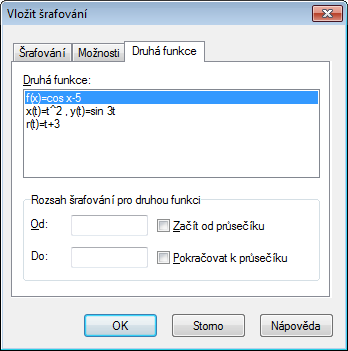 Vložit šrafování
Šrafování Možnosti Druhá funkce
Druhá funkce:
f(x)=cos x-5
x(t)=t^2 , y(t)=sin 3t
r(t)=t+3
Rozsah šrafování pro druhou funkci
Od: Začít od průsečíku
Do: Pokračovat k průsečíku
OK Storno Nápověda